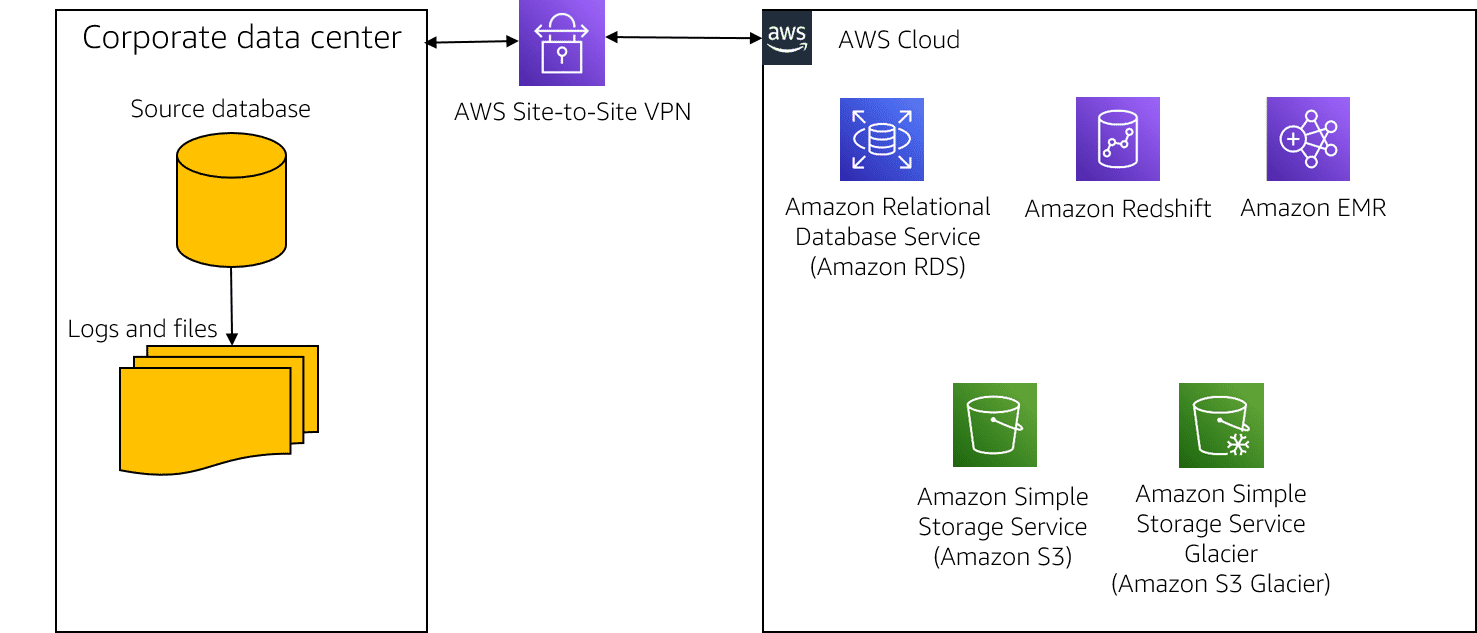 Corporate data center
Source database
Logs and files
AWS Site-to-Site VPN
aws
AWS Cloud
Amazon Relational
Database Service
(Amazon RDS)
Amazon Redshift
Amazon EMR
Amazon Simple
Storage Service
(Amazon S3)
Amazon Simple
Storage Service
Glacier
(Amazon S3 Glacier)